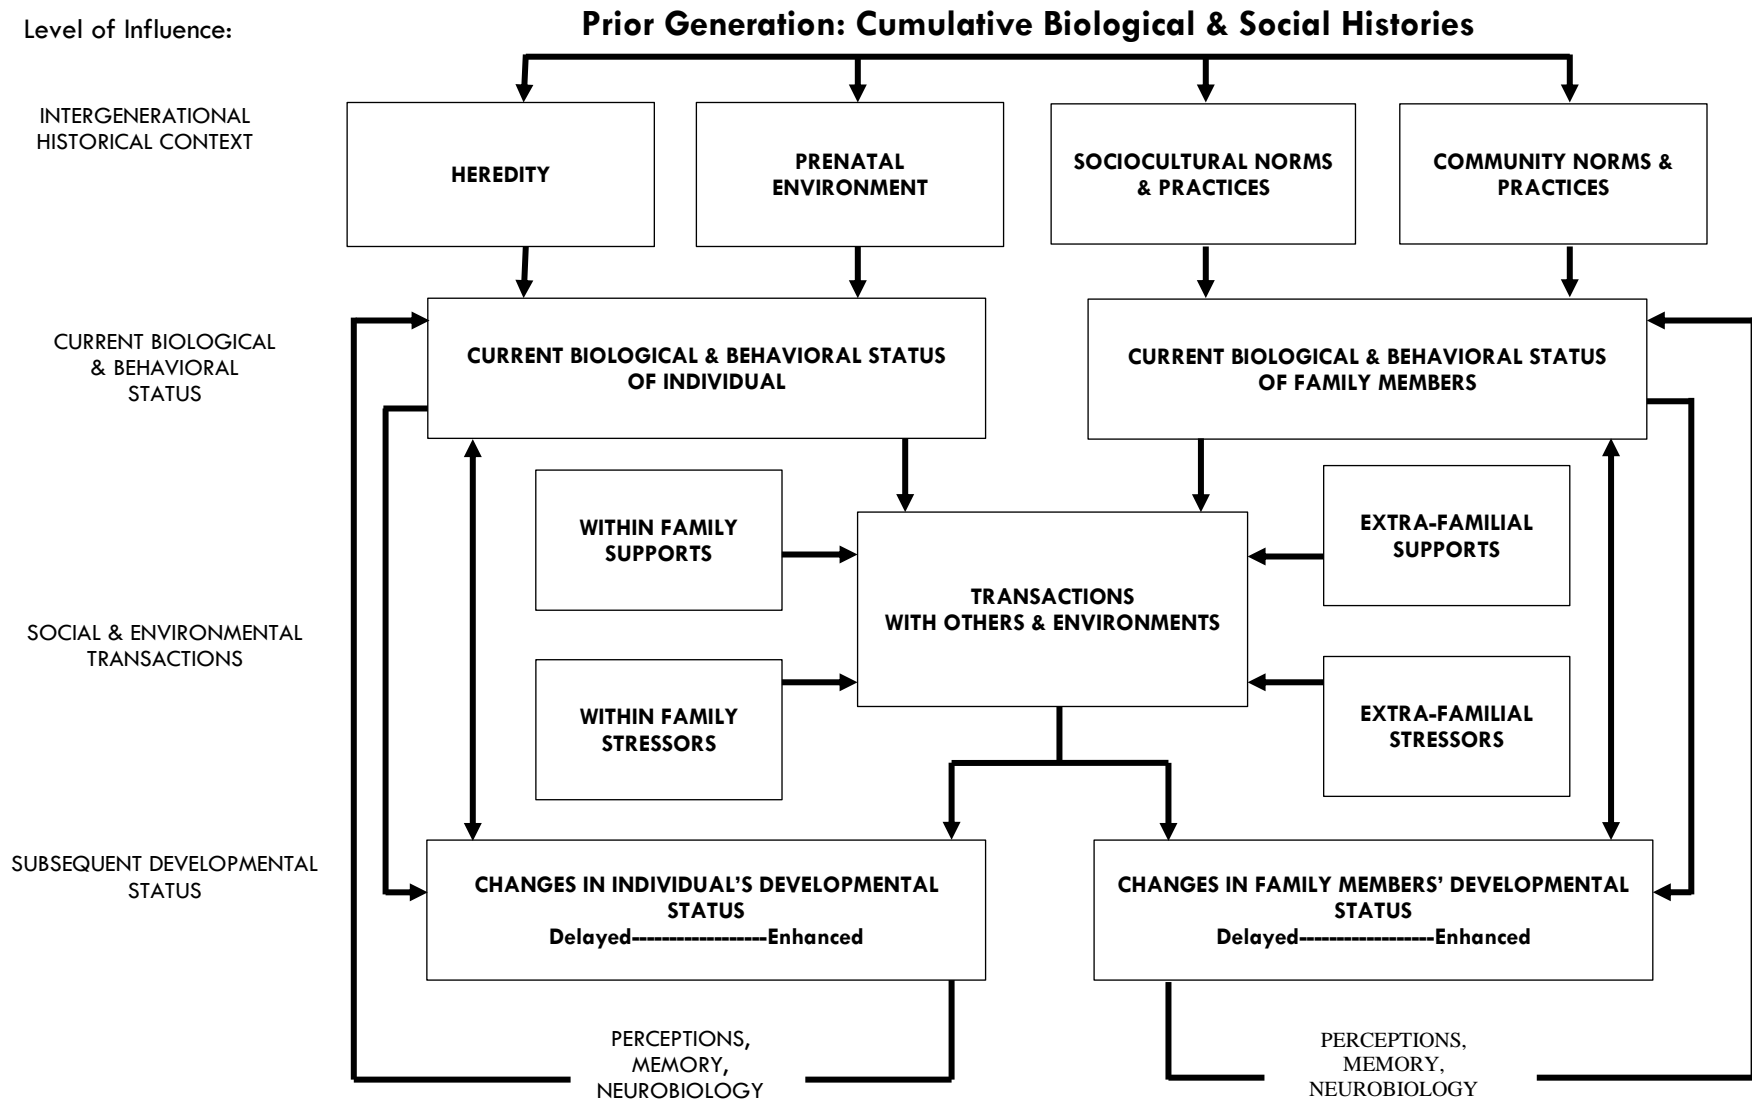 Level of Influence:
Prior Generation: Cumulative Biological & Social Histories
INTERGENERATIONAL
HISTORICAL CONTEXT
HEREDITY
PRENATAL
ENVIRONMENT
SOCIOCULTURAL NORMS
& PRACTICES
COMMUNITY NORMS &
PRACTICES
CURRENT BIOLOGICAL
& BEHAVIORAL
STATUS
CURRENT BIOLOGICAL & BEHAVIORAL STATUS
OF INDIVIDUAL
CURRENT BIOLOGICAL & BEHAVIORAL STATUS
OF FAMILY MEMBERS
WITHIN FAMILY
SUPPORTS
EXTRA-FAMILIAL
SUPPORTS
SOCIAL & ENVIRONMENTAL
TRANSACTIONS
TRANSACTIONS
WITH OTHERS & ENVIRONMENTS
WITHIN FAMILY
STRESSORS
EXTRA-FAMILIAL
STRESSORS
SUBSEQUENT DEVELOPMENTAL
STATUS
CHANGES IN INDIVIDUAL’S DEVELOPMENTAL
STATUS
Delayed------------------Enhanced
CHANGES IN FAMILY MEMBERS’ DEVELOPMENTAL
STATUS
Delayed------------------Enhanced
PERCEPTIONS,
MEMORY,
NEUROBIOLOGY
PERCEPTIONS,
MEMORY,
NEUROBIOLOGY